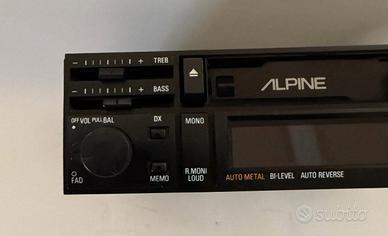 TREB
BASS
ALPINE
OFF VOL PULL BAL
DX
MONO
FAD
MEMO
R.MONI
LOUD
AUTO METAL BI-LEVEL AUTO REVERSE
subito